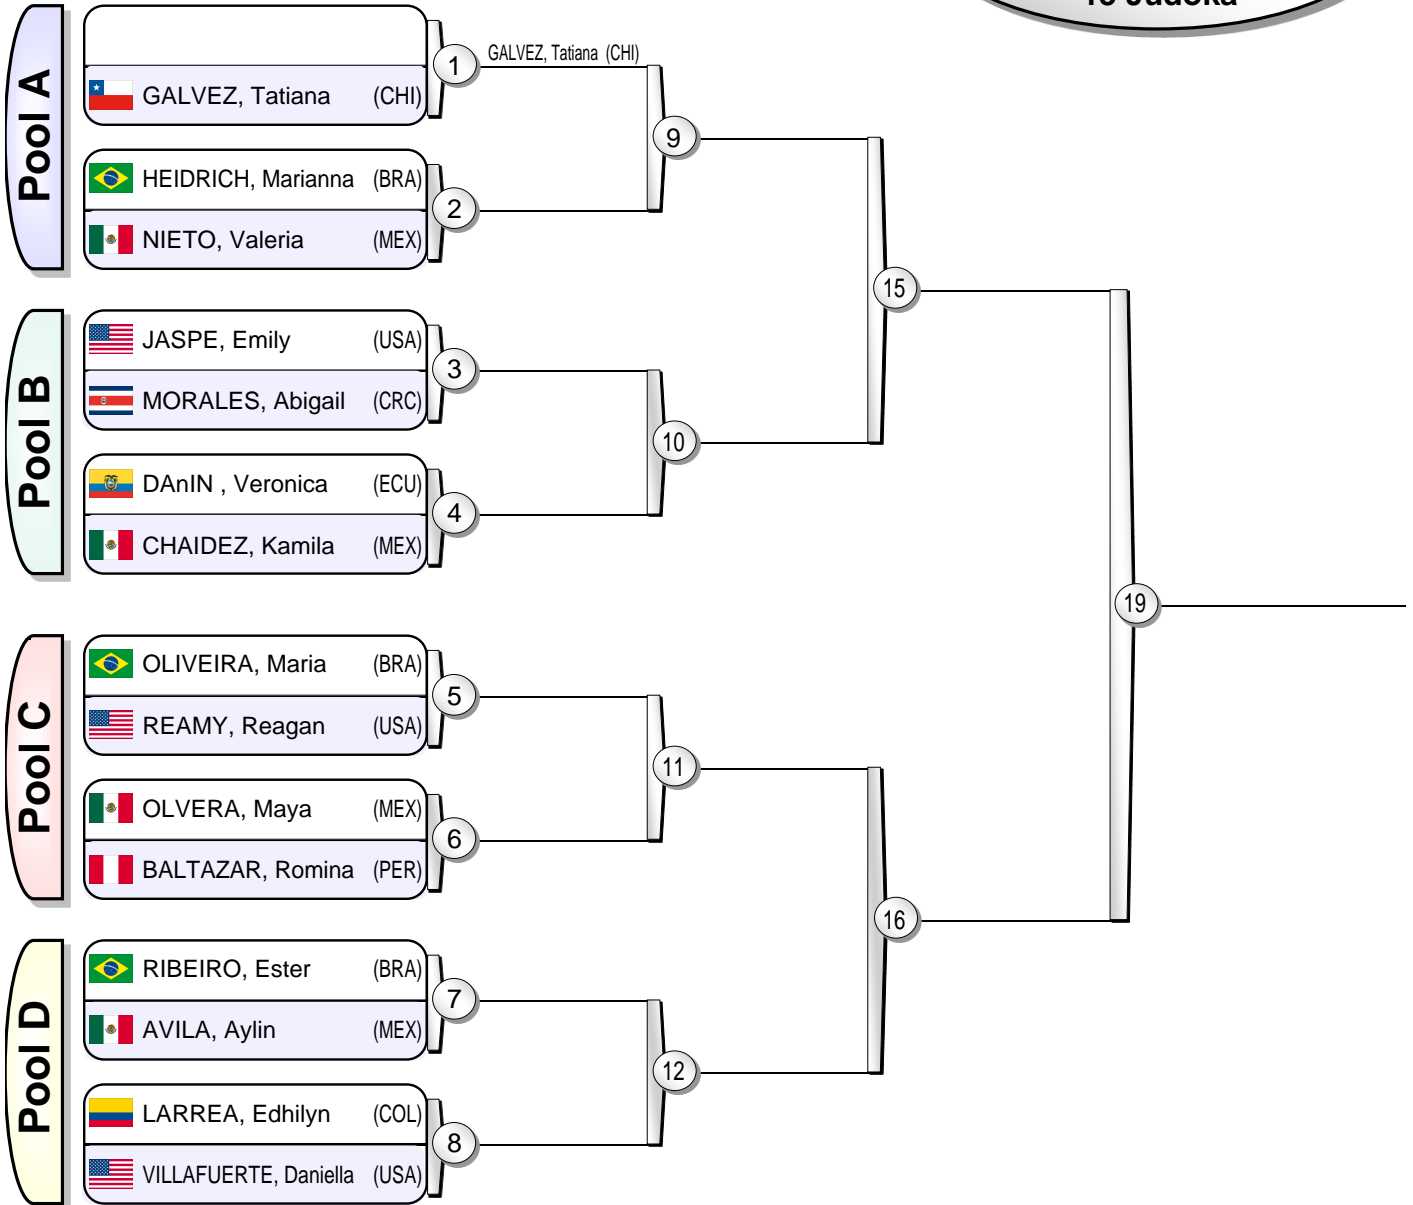 Judoka
Pool A
GALVEZ, Tatiana (CHI)
1
GALVEZ, Tatiana (CHI)
HEIDRICH, Marianna (BRA)
2
NIETO, Valeria (MEX)
9
Pool B
JASPE, Emily (USA)
3
MORALES, Abigail (CRC)
DAnIN , Veronica (ECU)
4
CHAIDEZ, Kamila (MEX)
10
15
Pool C
OLIVEIRA, Maria (BRA)
5
REAMY, Reagan (USA)
OLVERA, Maya (MEX)
6
BALTAZAR, Romina (PER)
11
Pool D
RIBEIRO, Ester (BRA)
7
AVILA, Aylin (MEX)
LARREA, Edhilyn (COL)
8
VILLAFUERTE, Daniella (USA)
12
16
19